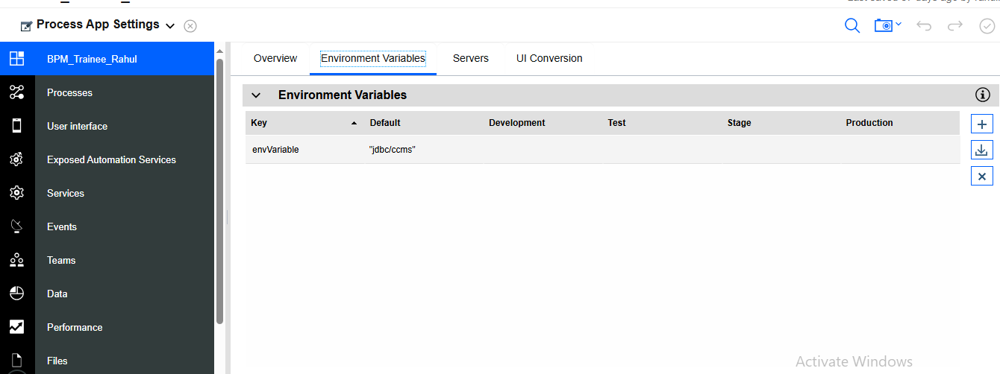 Process App Settings
BPM_Trainee_Rahul
Processes
User interface
Exposed Automation Services
Services
Events
Teams
Data
Performance
Files
Overview Environment Variables Servers UI Conversion
Environment Variables
Key Default Development Test Stage Production
envVariable "jdbc/ccms"
Activate Windows